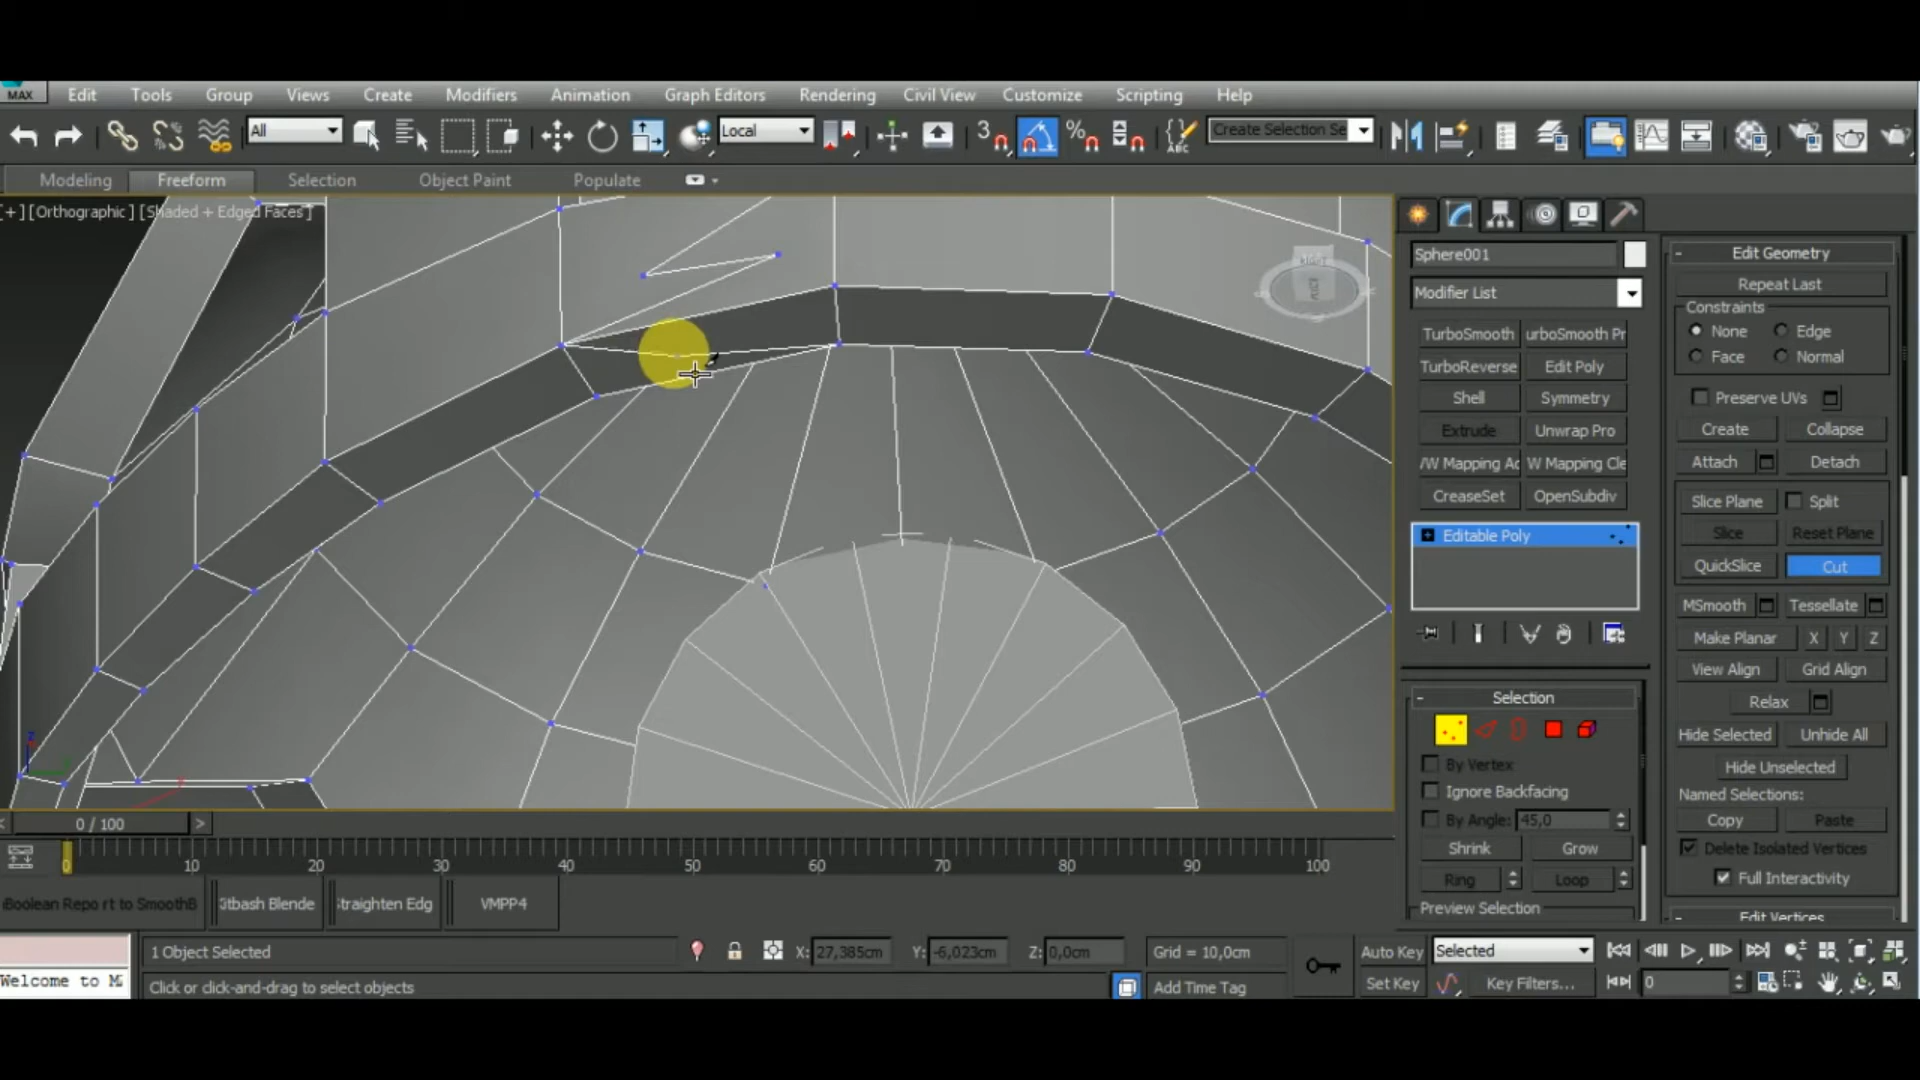 MAX Edit Tools Group Views Create Modifiers Animation Graph Editors Rendering Civil View Customize Scripting Help
All Local 3 % ABC Create Selection Se
Modeling Freeform Selection Object Paint Populate
[+] [Orthographic] [Shaded + Edged Faces]
Sphere001
Modifier List
TurboSmooth urboSmooth Pr
TurboReverse Edit Poly
Shell Symmetry
Extrude Unwrap Pro
/W Mapping Ac W Mapping Cle
CreaseSet OpenSubdiv
+ Editable Poly
- Selection
By Vertex
Ignore Backfacing
By Angle: 45,0
Shrink Grow
Ring Loop
Preview Selection
- Edit Geometry
Repeat Last
Constraints
None Edge
Face Normal
Preserve UVs
Create Collapse
Attach Detach
Slice Plane Split
Slice Reset Plane
QuickSlice Cut
MSmooth Tessellate
Make Planar X Y Z
View Align Grid Align
Relax
Hide Selected Unhide All
Hide Unselected
Named Selections:
Copy Paste
Delete Isolated Vertices
Full Interactivity
- Edit Vertices
z
x
< 0 / 100 >
0 10 20 30 40 50 60 70 80 90 100
Boolean Repo rt to SmoothB tbash Blende traighten Edg VMPP4
1 Object Selected X: 27,385cm Y: -6,023cm Z: 0,0cm Grid = 10,0cm Auto Key Selected
Welcome to M Click or click-and-drag to select objects Add Time Tag Set Key Key Filters... 0